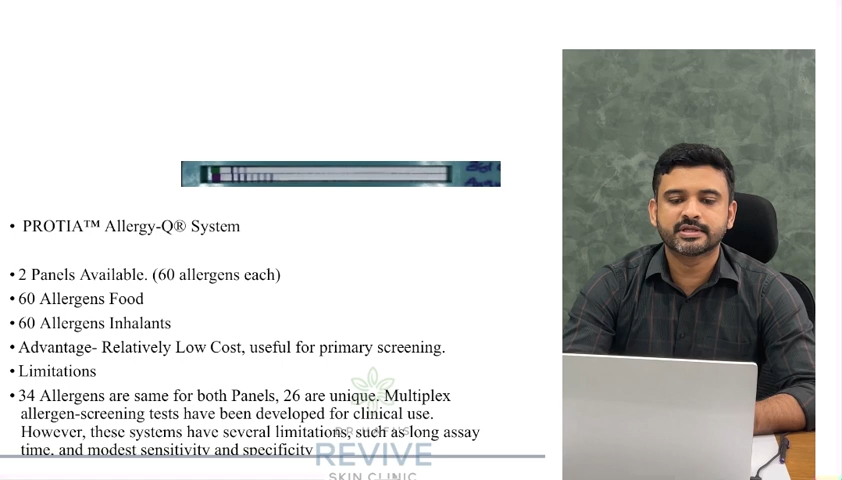 • PROTIA™ Allergy-Q® System
• 2 Panels Available. (60 allergens each)
• 60 Allergens Food
• 60 Allergens Inhalants
• Advantage- Relatively Low Cost, useful for primary screening.
• Limitations
• 34 Allergens are same for both Panels, 26 are unique. Multiplex
allergen-screening tests have been developed for clinical use.
However, these systems have several limitations, such as long assay
time, and modest sensitivity and specificity
REVIVE
SKIN CLINIC